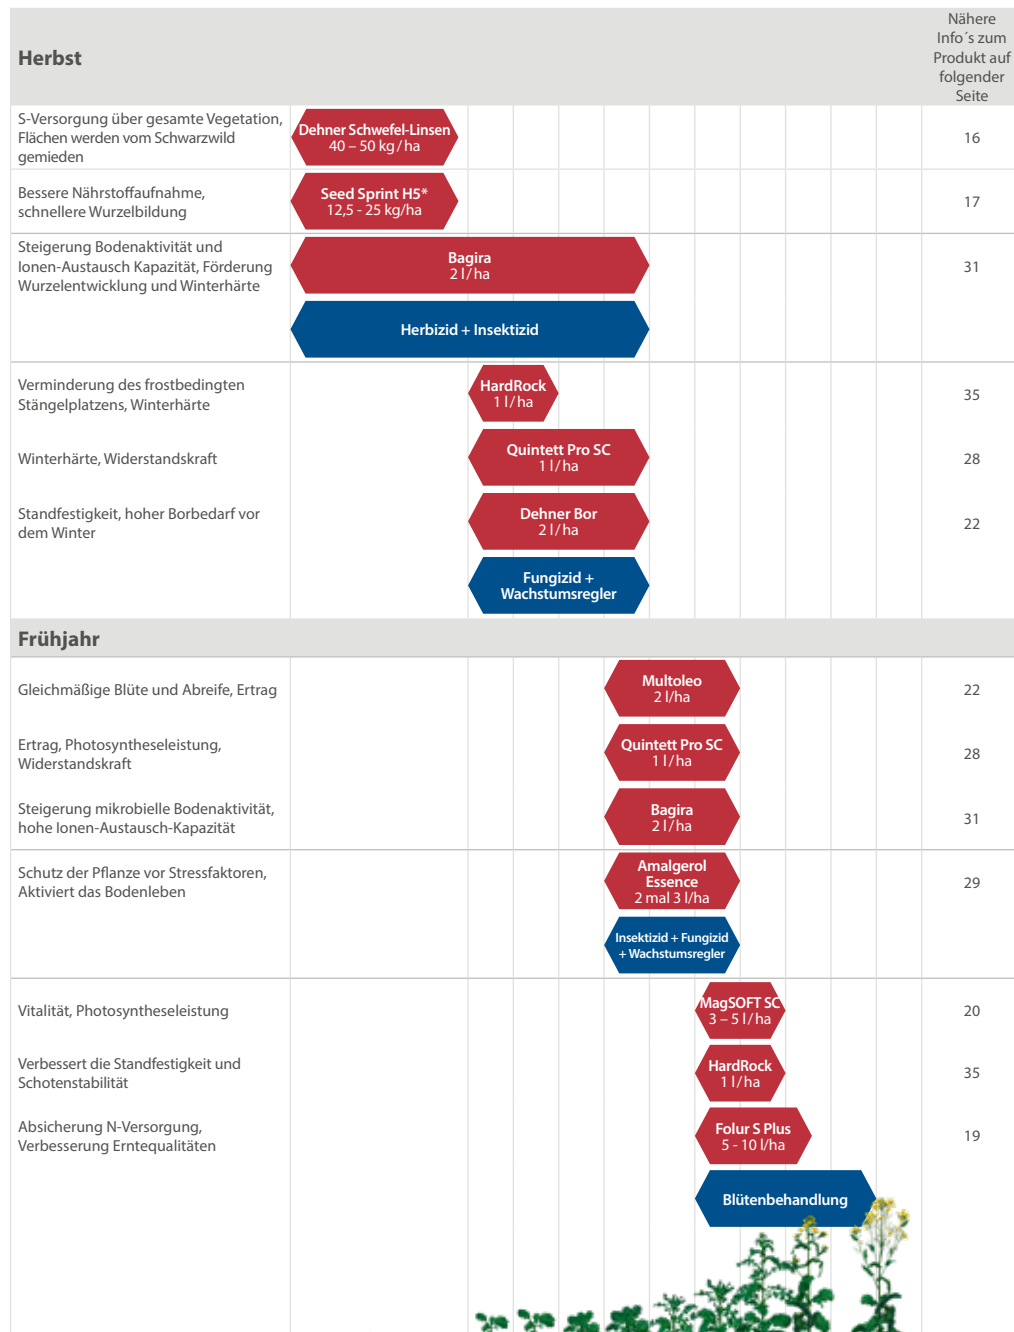 Herbst
Nähere
Info´s zum
Produkt auf
folgender
Seite
S-Versorgung über gesamte Vegetation,
Flächen werden vom Schwarzwild
gemieden
Dehner Schwefel-Linsen
40 – 50 kg/ha
16
Bessere Nährstoffaufnahme,
schnellere Wurzelbildung
Seed Sprint H5*
12,5 - 25 kg/ha
17
Steigerung Bodenaktivität und
Ionen-Austausch Kapazität, Förderung
Wurzelentwicklung und Winterhärte
Bagira
2 l/ha
31
Herbizid + Insektizid
Verminderung des frostbedingten
Stängelplatzens, Winterhärte
HardRock
1 l/ha
35
Winterhärte, Widerstandskraft
Quintett Pro SC
1 l/ha
28
Standfestigkeit, hoher Borbedarf vor
dem Winter
Dehner Bor
2 l/ha
22
Fungizid +
Wachstumsregler
Frühjahr
Gleichmäßige Blüte und Abreife, Ertrag
Multoleo
2 l/ha
22
Ertrag, Photosyntheseleistung,
Widerstandskraft
Quintett Pro SC
1 l/ha
28
Steigerung mikrobielle Bodenaktivität,
hohe Ionen-Austausch-Kapazität
Bagira
2 l/ha
31
Schutz der Pflanze vor Stressfaktoren,
Aktiviert das Bodenleben
Amalgerol
Essence
2 mal 3 l/ha
29
Insektizid + Fungizid
+ Wachstumsregler
Vitalität, Photosyntheseleistung
MagSOFT SC
3 – 5 l/ha
20
Verbessert die Standfestigkeit und
Schotenstabilität
HardRock
1 l/ha
35
Absicherung N-Versorgung,
Verbesserung Erntequalitäten
Folur S Plus
5 - 10 l/ha
19
Blütenbehandlung